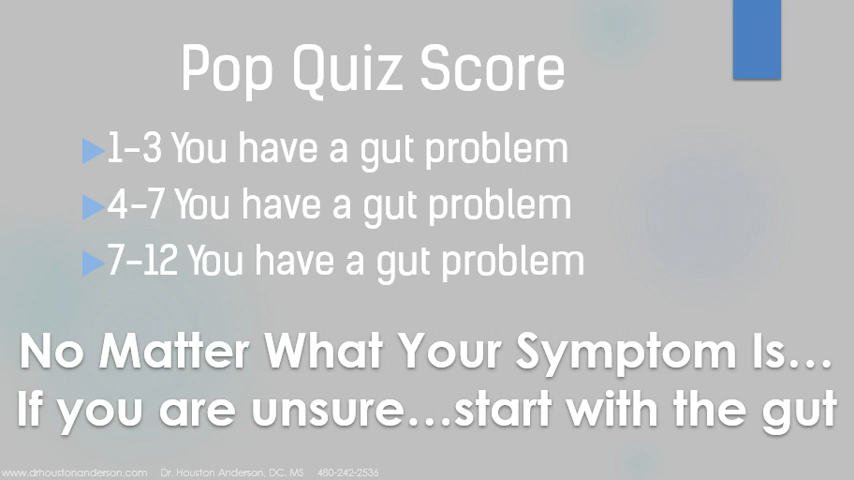 Pop Quiz Score
1-3 You have a gut problem
4-7 You have a gut problem
7-12 You have a gut problem
No Matter What Your Symptom Is...
If you are unsure...start with the gut
www.drhoustonanderson.com Dr. Houston Anderson, DC, MS 480-242-2536